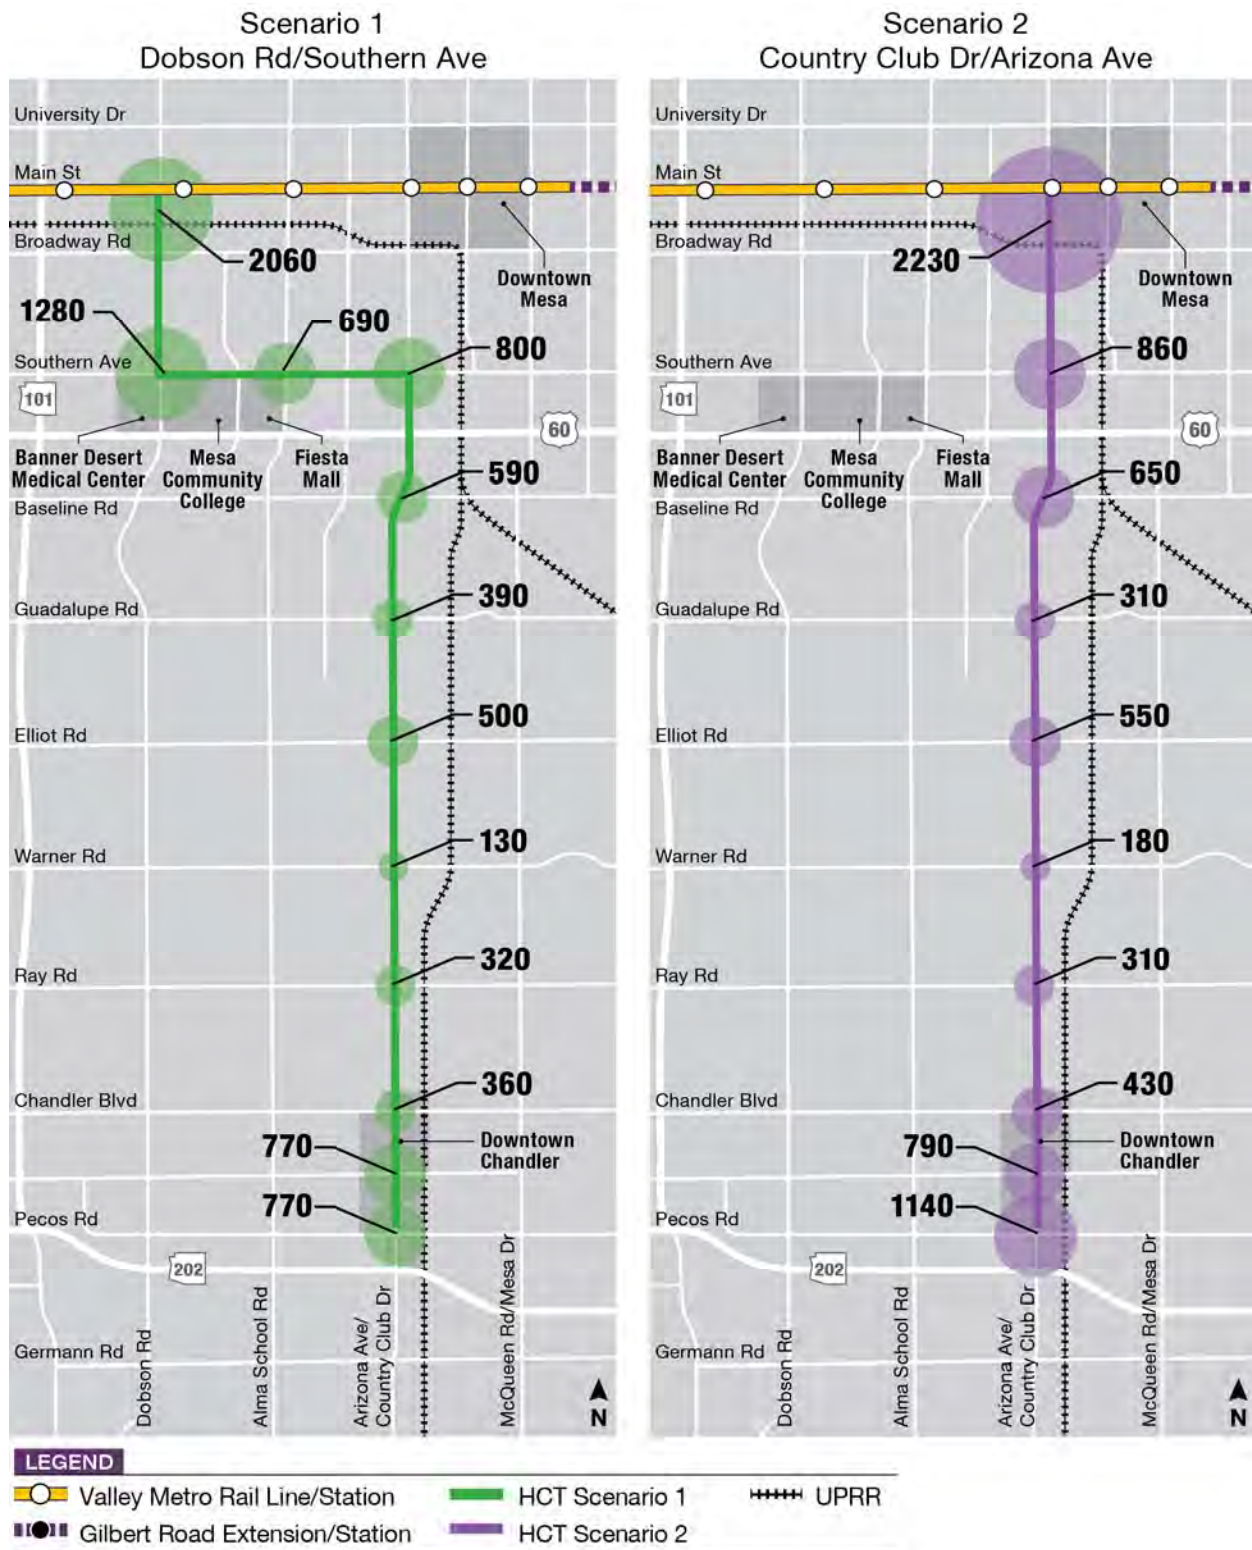 Scenario 1
Dobson Rd/Southern Ave
University Dr
Main St
Broadway Rd
2060
Downtown
Mesa
1280
690
800
Southern Ave
101
60
Banner Desert
Medical Center
Mesa
Community
College
Fiesta
Mall
590
Baseline Rd
390
Guadalupe Rd
500
Elliot Rd
130
Warner Rd
320
Ray Rd
360
Chandler Blvd
770
Downtown
Chandler
770
Pecos Rd
202
Germann Rd
Dobson Rd
Alma School Rd
Arizona Ave/
Country Club Dr
McQueen Rd/Mesa Dr
N
Scenario 2
Country Club Dr/Arizona Ave
University Dr
Main St
Broadway Rd
2230
Downtown
Mesa
860
Southern Ave
101
60
Banner Desert
Medical Center
Mesa
Community
College
Fiesta
Mall
650
Baseline Rd
310
Guadalupe Rd
550
Elliot Rd
180
Warner Rd
310
Ray Rd
430
Chandler Blvd
790
Downtown
Chandler
1140
Pecos Rd
202
Germann Rd
Dobson Rd
Alma School Rd
Arizona Ave/
Country Club Dr
McQueen Rd/Mesa Dr
N
LEGEND
Valley Metro Rail Line/Station
HCT Scenario 1
UPRR
Gilbert Road Extension/Station
HCT Scenario 2